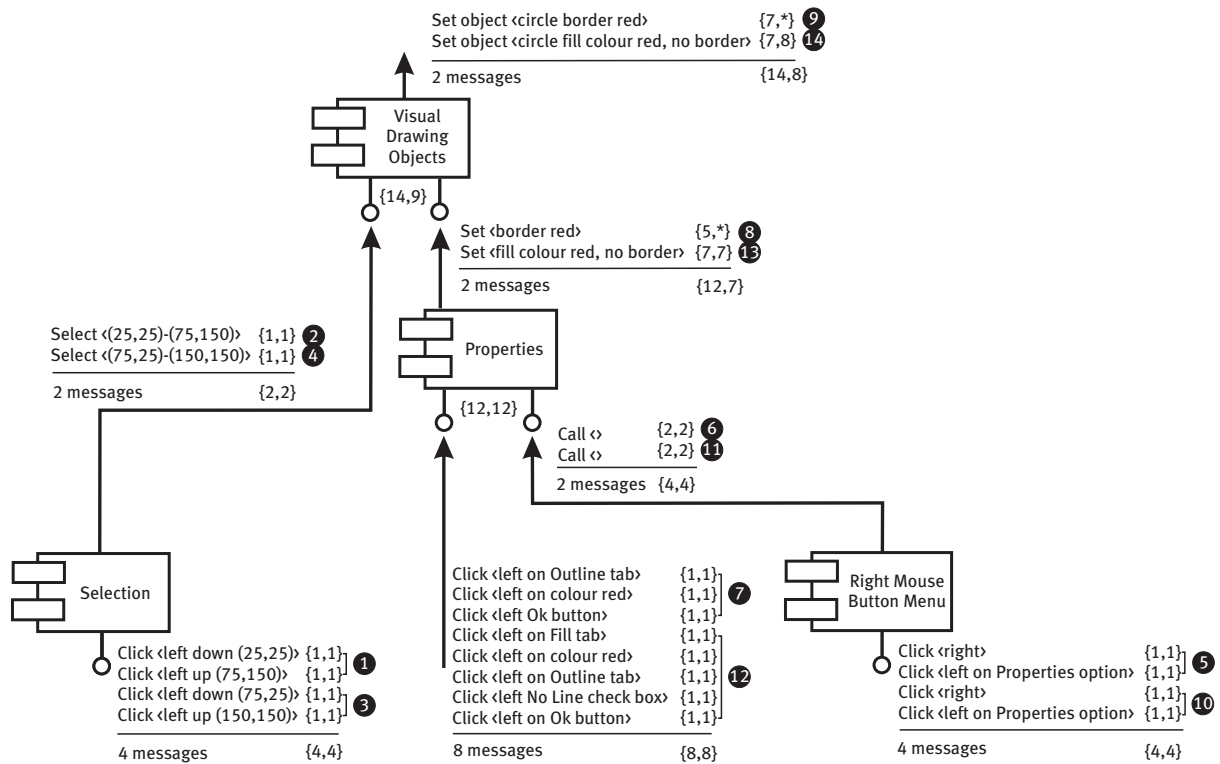 Set object ‹circle border red› {7,*} 9
Set object ‹circle fill colour red, no border› {7,8} 14
2 messages {14,8}
Visual
Drawing
Objects
{14,9}
Set ‹border red› {5,*} 8
Set ‹fill colour red, no border› {7,7} 13
2 messages {12,7}
Select ‹(25,25)-(75,150)› {1,1} 2
Select ‹(75,25)-(150,150)› {1,1} 4
2 messages {2,2}
Properties
{12,12}
Call ‹› {2,2} 6
Call ‹› {2,2} 11
2 messages {4,4}
Selection
Click ‹left down (25,25)› {1,1}
Click ‹left up (75,150)› {1,1} 1
Click ‹left down (75,25)› {1,1}
Click ‹left up (150,150)› {1,1} 3
4 messages {4,4}
Click ‹left on Outline tab› {1,1}
Click ‹left on colour red› {1,1} 7
Click ‹left Ok button› {1,1}
Click ‹left on Fill tab› {1,1}
Click ‹left on colour red› {1,1}
Click ‹left on Outline tab› {1,1} 12
Click ‹left No Line check box› {1,1}
Click ‹left on Ok button› {1,1}
8 messages {8,8}
Right Mouse
Button Menu
Click ‹right› {1,1}
Click ‹left on Properties option› {1,1} 5
Click ‹right› {1,1}
Click ‹left on Properties option› {1,1} 10
4 messages {4,4}